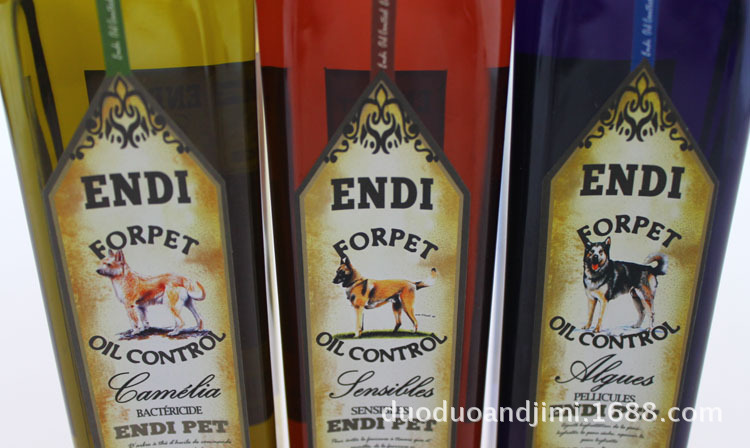 ENDI
FORPET
OIL CONTROL
Camélia
BACTÉRICIDE
ENDI PET
ENDI
FORPET
OIL CONTROL
Sensibles
ENDI PET
ENDI
FORPET
OIL CONTROL
Algues
PELLICULES
duoduoandjimi.1688.com